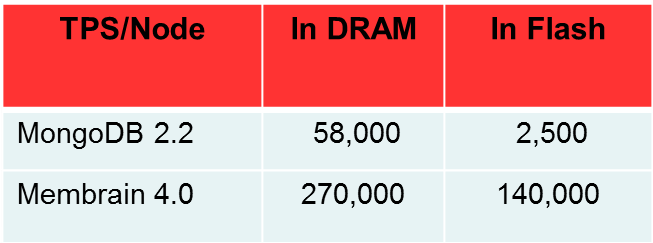 TPS/Node In DRAM In Flash
MongoDB 2.2 58,000 2,500
Membrain 4.0 270,000 140,000